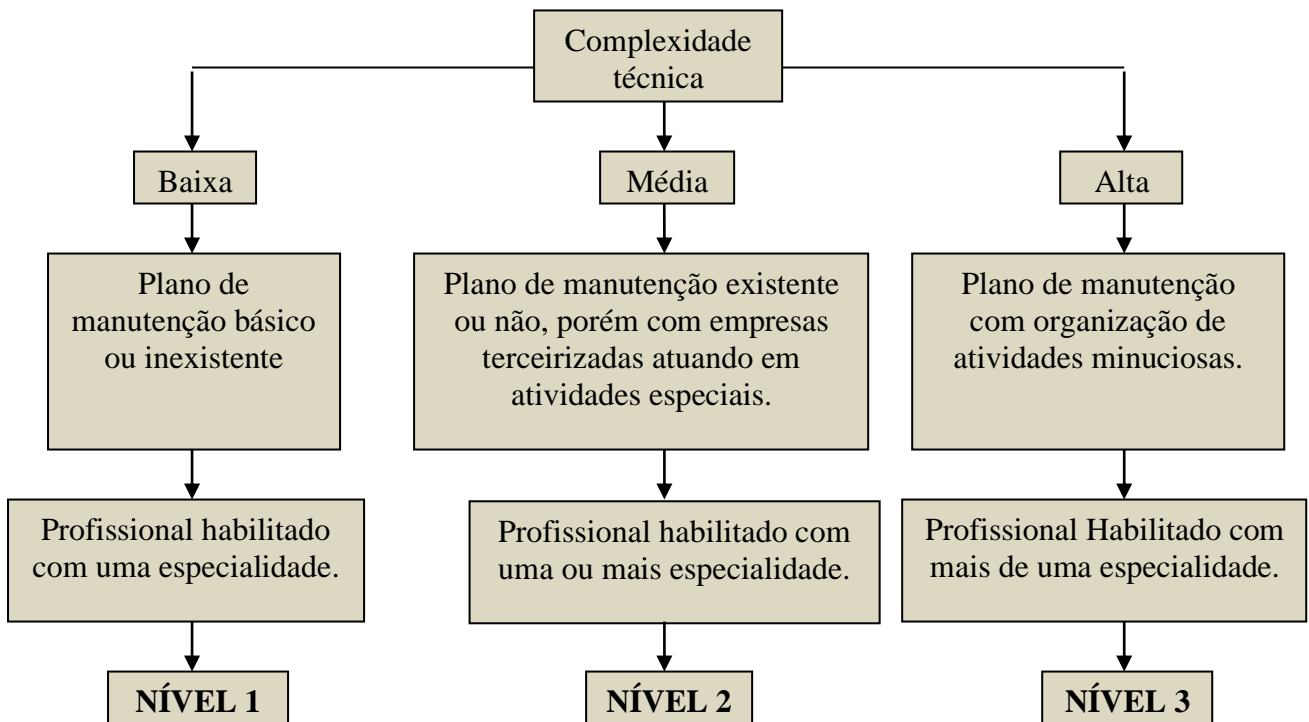 Complexidade
técnica
Baixa
Média
Alta
Plano de
manutenção básico
ou inexistente
Plano de manutenção existente
ou não, porém com empresas
terceirizadas atuando em
atividades especiais.
Plano de manutenção
com organização de
atividades minuciosas.
Profissional habilitado
com uma especialidade.
Profissional habilitado com
uma ou mais especialidade.
Profissional Habilitado com
mais de uma especialidade.
NÍVEL 1
NÍVEL 2
NÍVEL 3